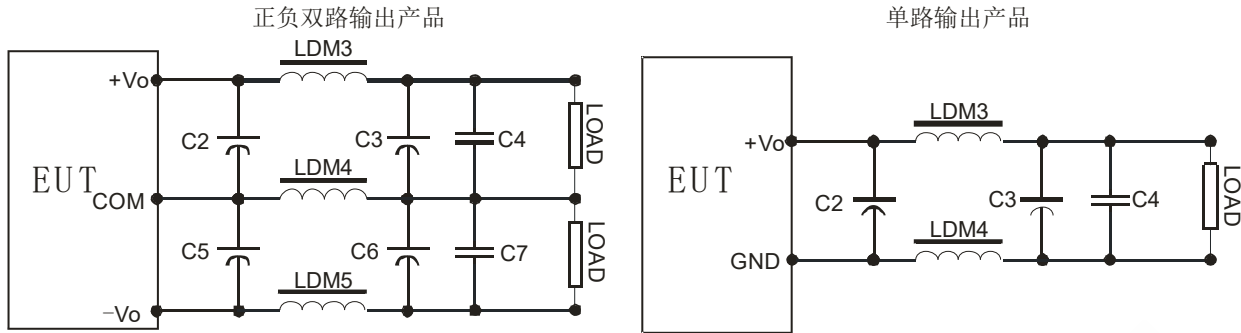 正负双路输出产品
单路输出产品
LDM3
+Vo
C2
C3
C4
LOAD
EUT
LDM4
COM
C5
C6
C7
LOAD
LDM5
−Vo
LDM3
+Vo
EUT
C2
C3
C4
LOAD
LDM4
GND